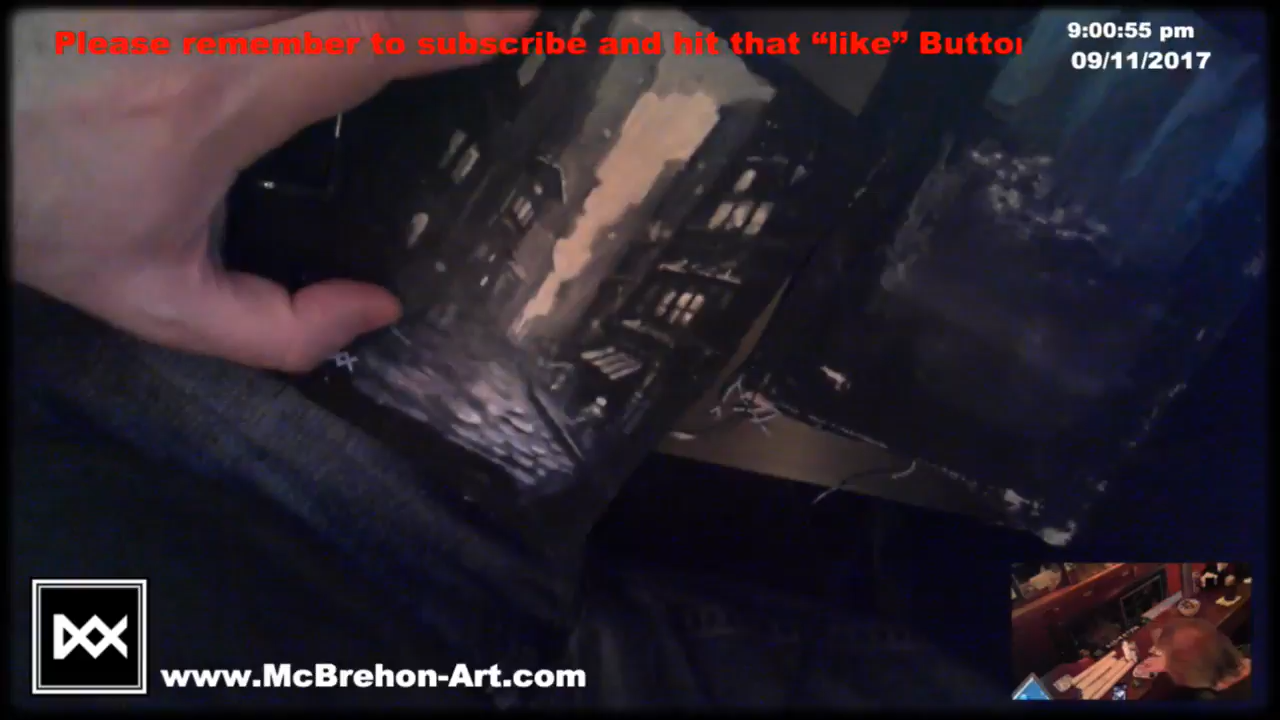 Please remember to subscribe and hit that “like” Butto
9:00:55 pm
09/11/2017
www.McBrehon-Art.com